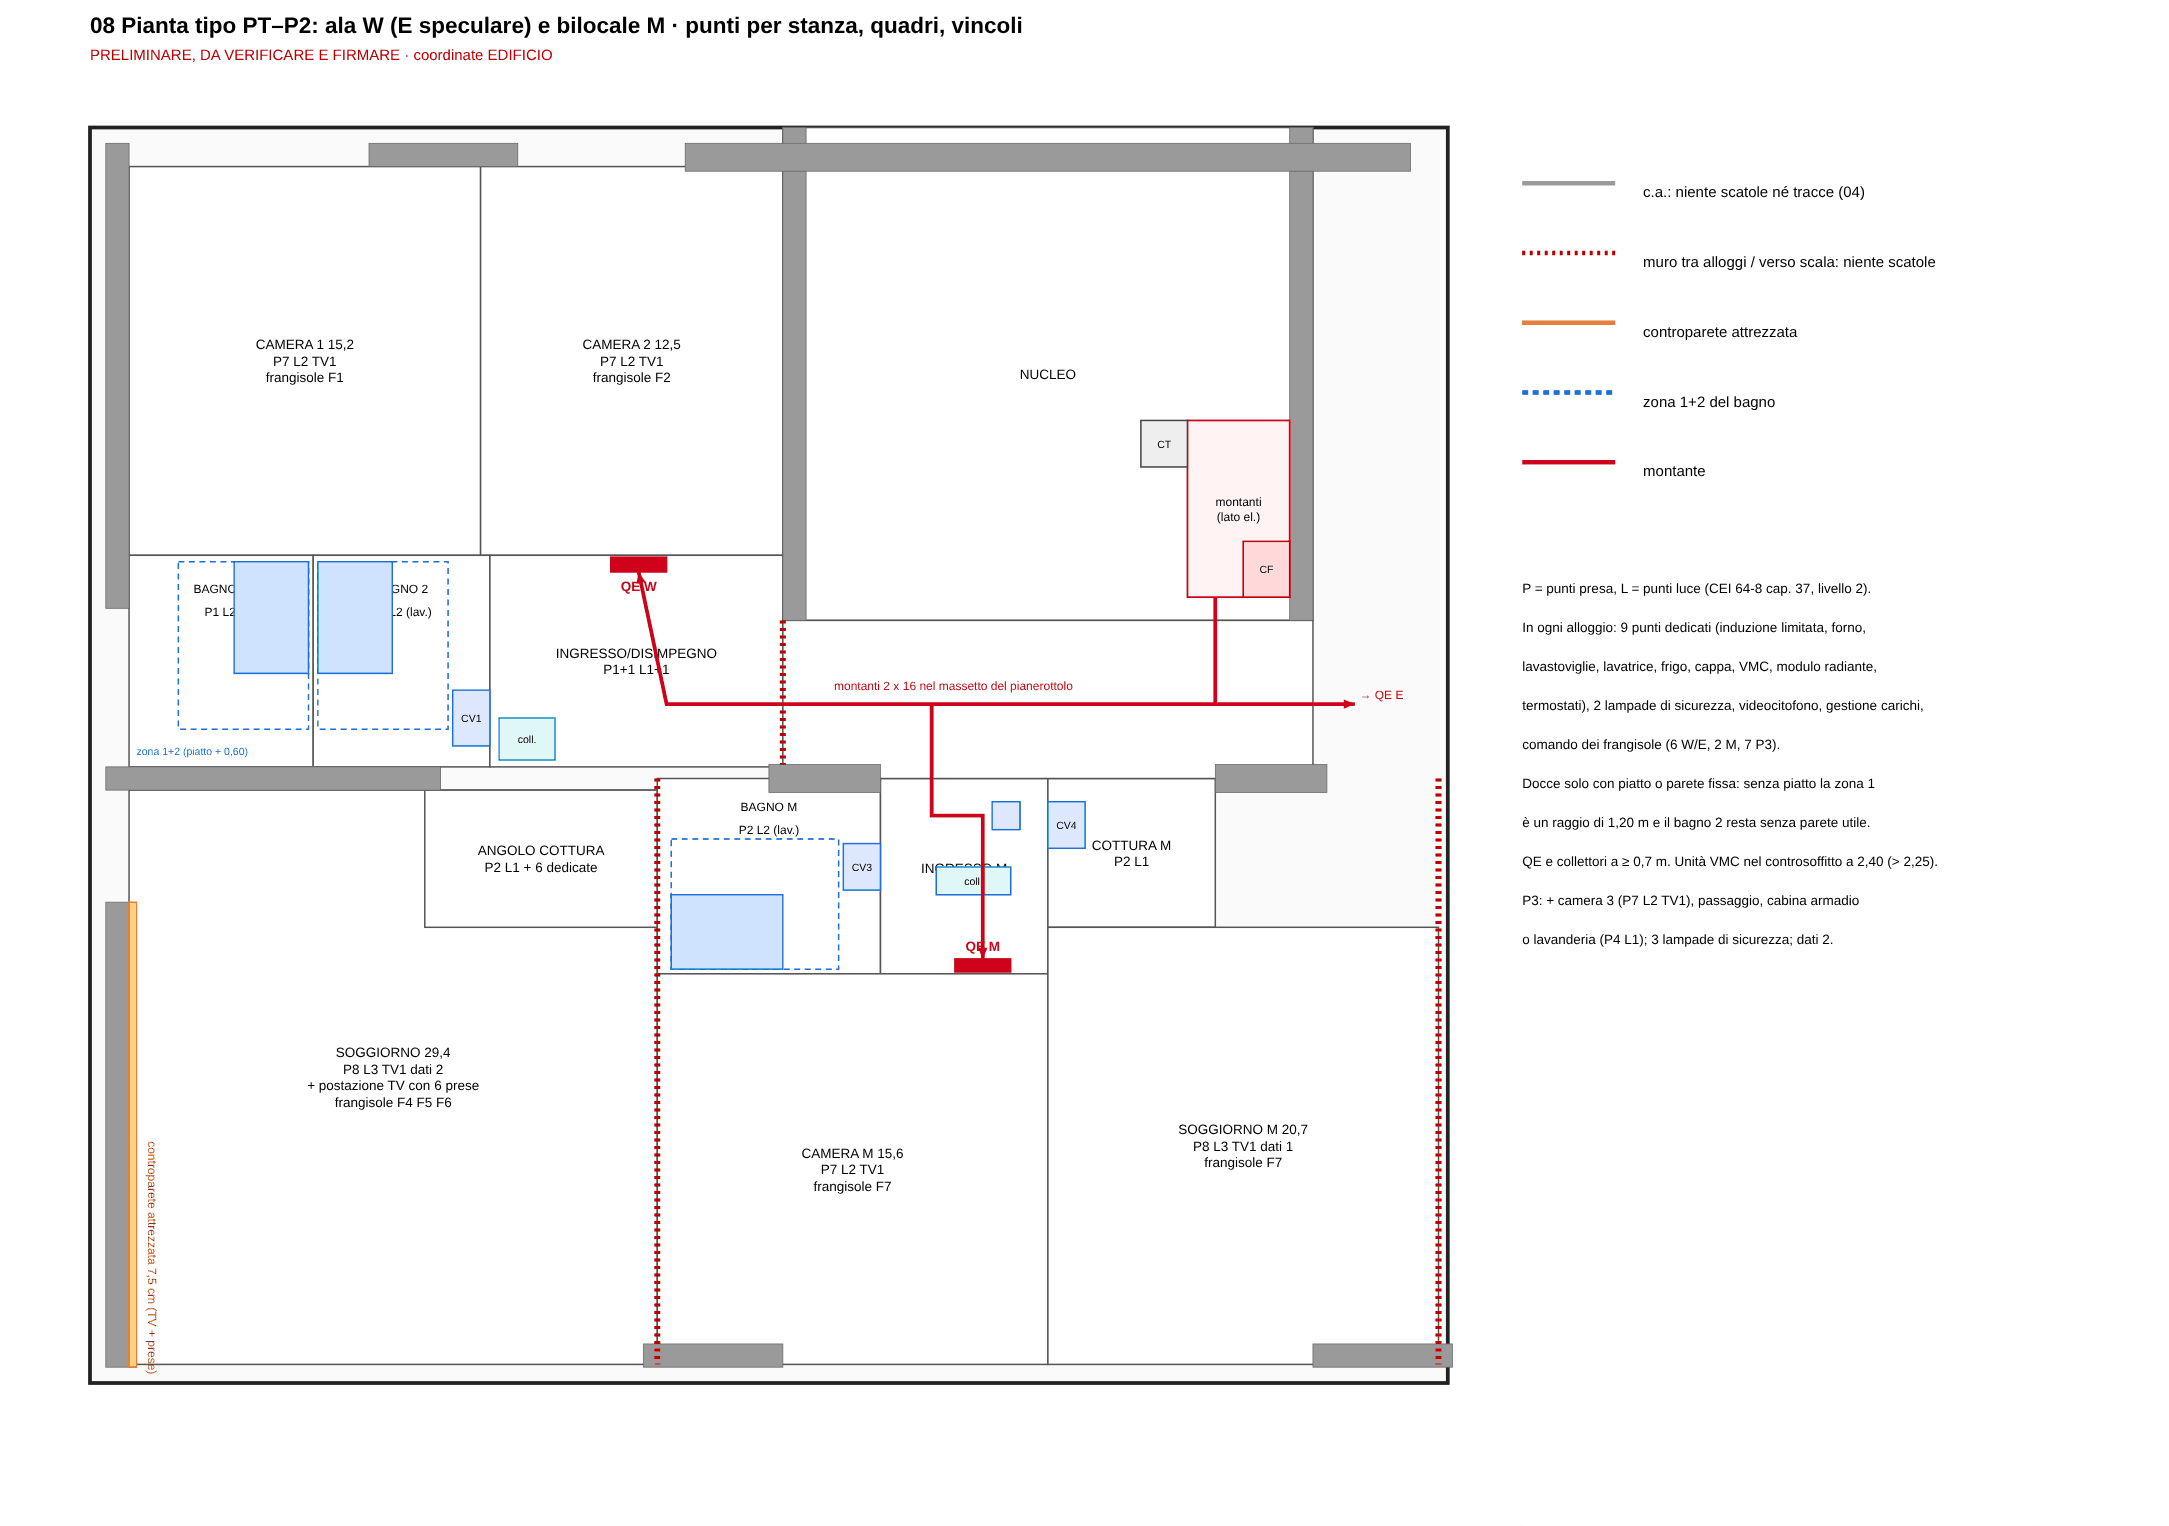 08 Pianta tipo PT–P2: ala W (E speculare) e bilocale M · punti per stanza, quadri, vincoli
PRELIMINARE, DA VERIFICARE E FIRMARE · coordinate EDIFICIO
c.a.: niente scatole né tracce (04)
muro tra alloggi / verso scala: niente scatole
controparete attrezzata
zona 1+2 del bagno
montante
CAMERA 1 15,2
P7 L2 TV1
frangisole F1
CAMERA 2 12,5
P7 L2 TV1
frangisole F2
NUCLEO
CT
montanti
(lato el.)
CF
P1 L2
L2 (lav.)
QE W
INGRESSO/DISIMPEGNO
P1+1 L1+1
CV1
coll.
zona 1+2 (piatto + 0,60)
montanti 2 x 16 nel massetto del pianerottolo
→ QE E
ANGOLO COTTURA
P2 L1 + 6 dedicate
BAGNO M
P2 L2 (lav.)
CV3
INGRESSO M
coll.
QE M
CV4
COTTURA M
P2 L1
SOGGIORNO 29,4
P8 L3 TV1 dati 2
+ postazione TV con 6 prese
frangisole F4 F5 F6
controparete attrezzata 7,5 cm (TV + prese)
CAMERA M 15,6
P7 L2 TV1
frangisole F7
SOGGIORNO M 20,7
P8 L3 TV1 dati 1
frangisole F7
P = punti presa, L = punti luce (CEI 64-8 cap. 37, livello 2).
In ogni alloggio: 9 punti dedicati (induzione limitata, forno,
lavastoviglie, lavatrice, frigo, cappa, VMC, modulo radiante,
termostati), 2 lampade di sicurezza, videocitofono, gestione carichi,
comando dei frangisole (6 W/E, 2 M, 7 P3).
Docce solo con piatto o parete fissa: senza piatto la zona 1
è un raggio di 1,20 m e il bagno 2 resta senza parete utile.
QE e collettori a ≥ 0,7 m. Unità VMC nel controsoffitto a 2,40 (> 2,25).
P3: + camera 3 (P7 L2 TV1), passaggio, cabina armadio
o lavanderia (P4 L1); 3 lampade di sicurezza; dati 2.